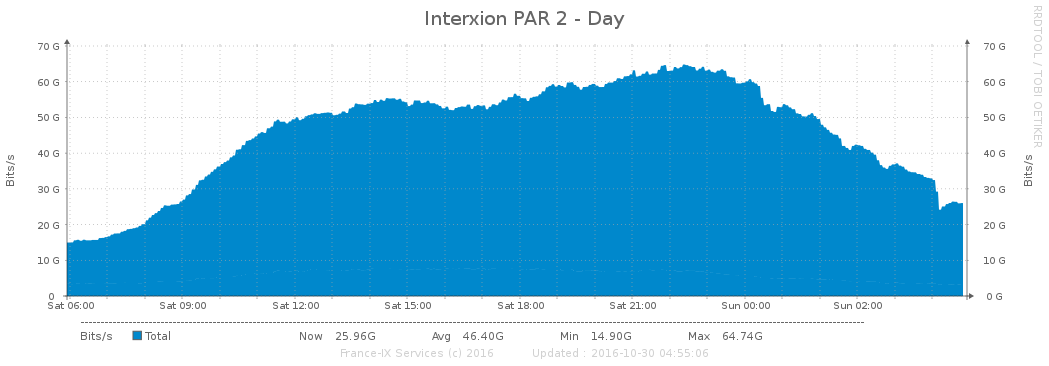 Interxion PAR 2 - Day
RRDTOOL / TOBI OETIKER
70 G 70 G
60 G 60 G
50 G 50 G
40 G 40 G
30 G 30 G
20 G 20 G
10 G 10 G
0 0 G
Bits/s
Bits/s
Sat 06:00 Sat 09:00 Sat 12:00 Sat 15:00 Sat 18:00 Sat 21:00 Sun 00:00 Sun 02:00
Bits/s Total Now 25.96G Avg 46.40G Min 14.90G Max 64.74G
France-IX Services (c) 2016 Updated : 2016-10-30 04:55:06